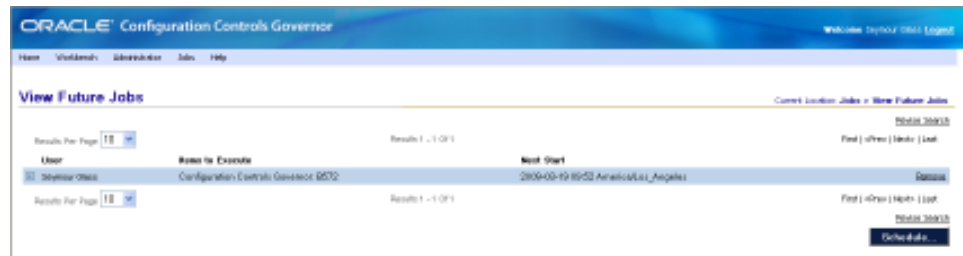 ORACLE Configuration Controls Governor
Welcome Seymour Glass Logout
Home Workbench Administrator Jobs Help
View Future Jobs
Current Location: Jobs > View Future Jobs
Revise Search
Results Per Page 10
Results 1 - 1 Of 1
First | <Prev | Next> | Last
User Items to Execute Next Start
Seymour Glass Configuration Controls Governor B572 America/Los_Angeles Remove
Results Per Page 10
Results 1 - 1 Of 1
First | <Prev | Next> | Last
Revise Search
Schedule...